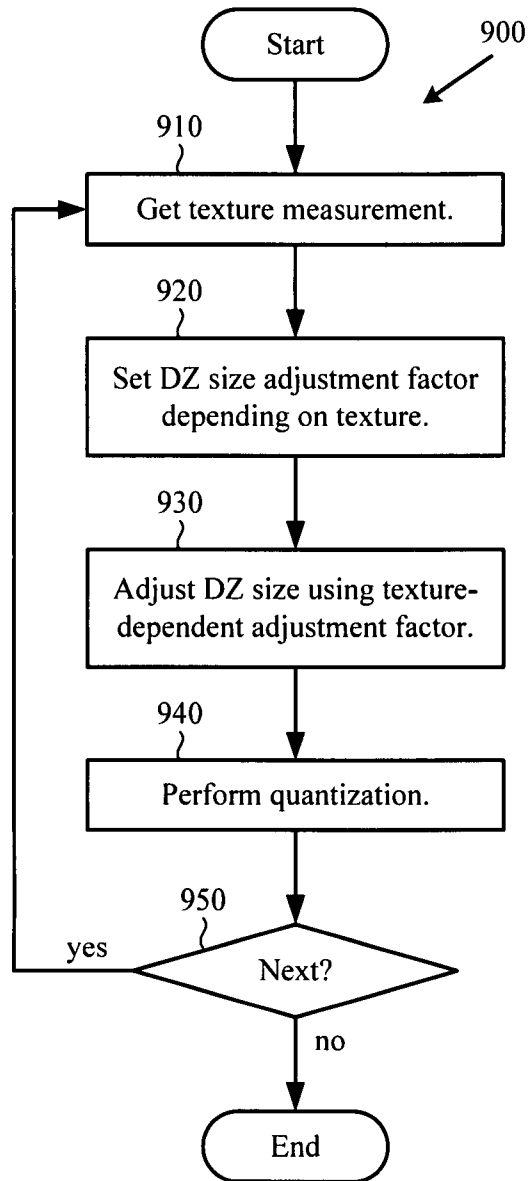 Start
900
910
Get texture measurement.
920
Set DZ size adjustment factor
depending on texture.
930
Adjust DZ size using texture-
dependent adjustment factor.
940
Perform quantization.
950
yes
Next?
no
End